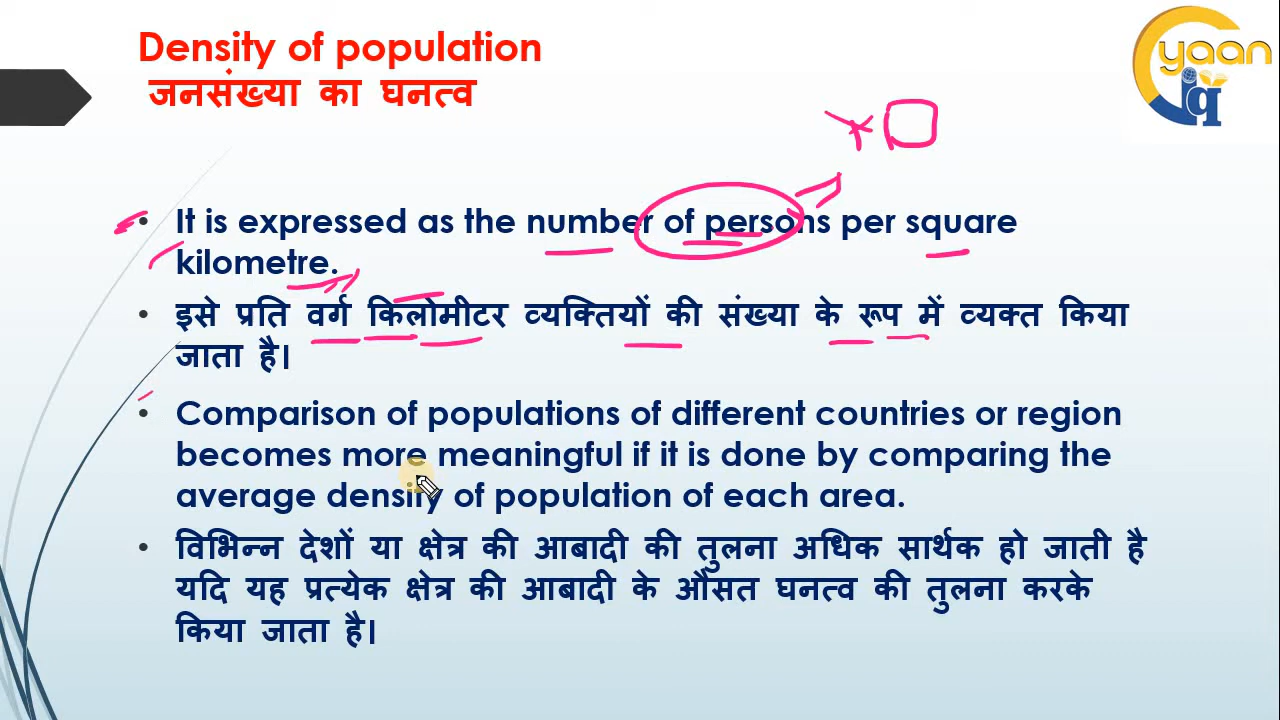 Density of population
जनसंख्या का घनत्व
yaan
iq
• It is expressed as the number of persons per square
kilometre.
• इसे प्रति वर्ग किलोमीटर व्यक्तियों की संख्या के रूप में व्यक्त किया
जाता है।
• Comparison of populations of different countries or region
becomes more meaningful if it is done by comparing the
average density of population of each area.
• विभिन्न देशों या क्षेत्र की आबादी की तुलना अधिक सार्थक हो जाती है
यदि यह प्रत्येक क्षेत्र की आबादी के औसत घनत्व की तुलना करके
किया जाता है।